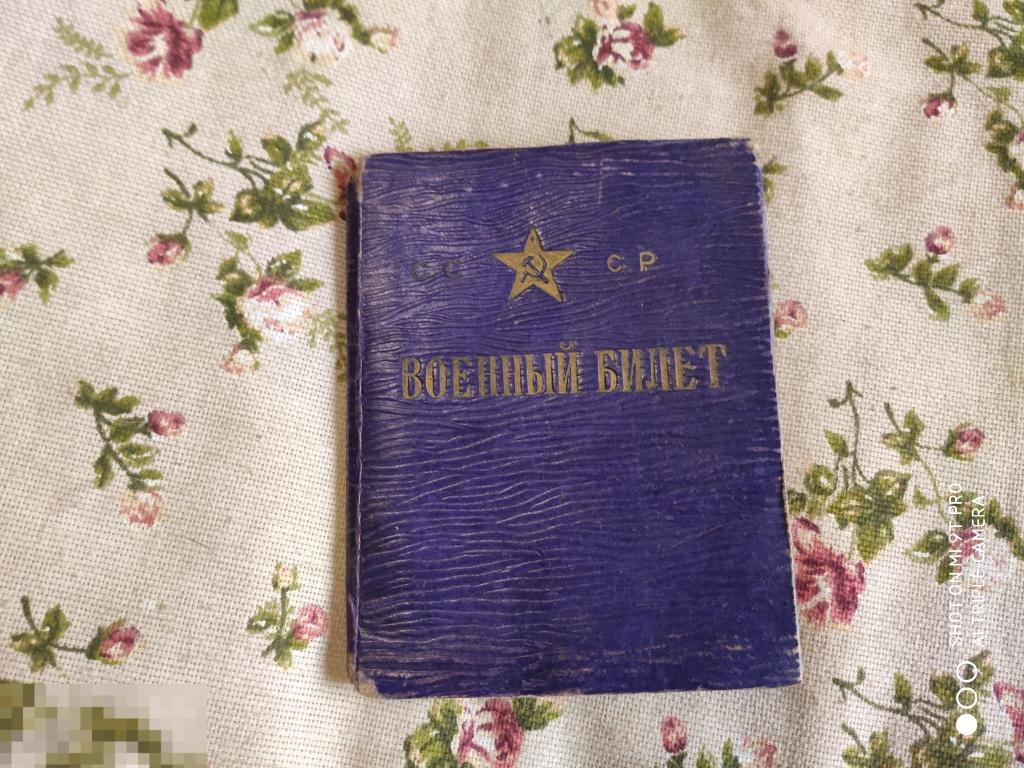 СС СР
ВОЕННЫЙ БИЛЕТ
SHOT ON MI 9T PRO
AI TRIPLE CAMERA